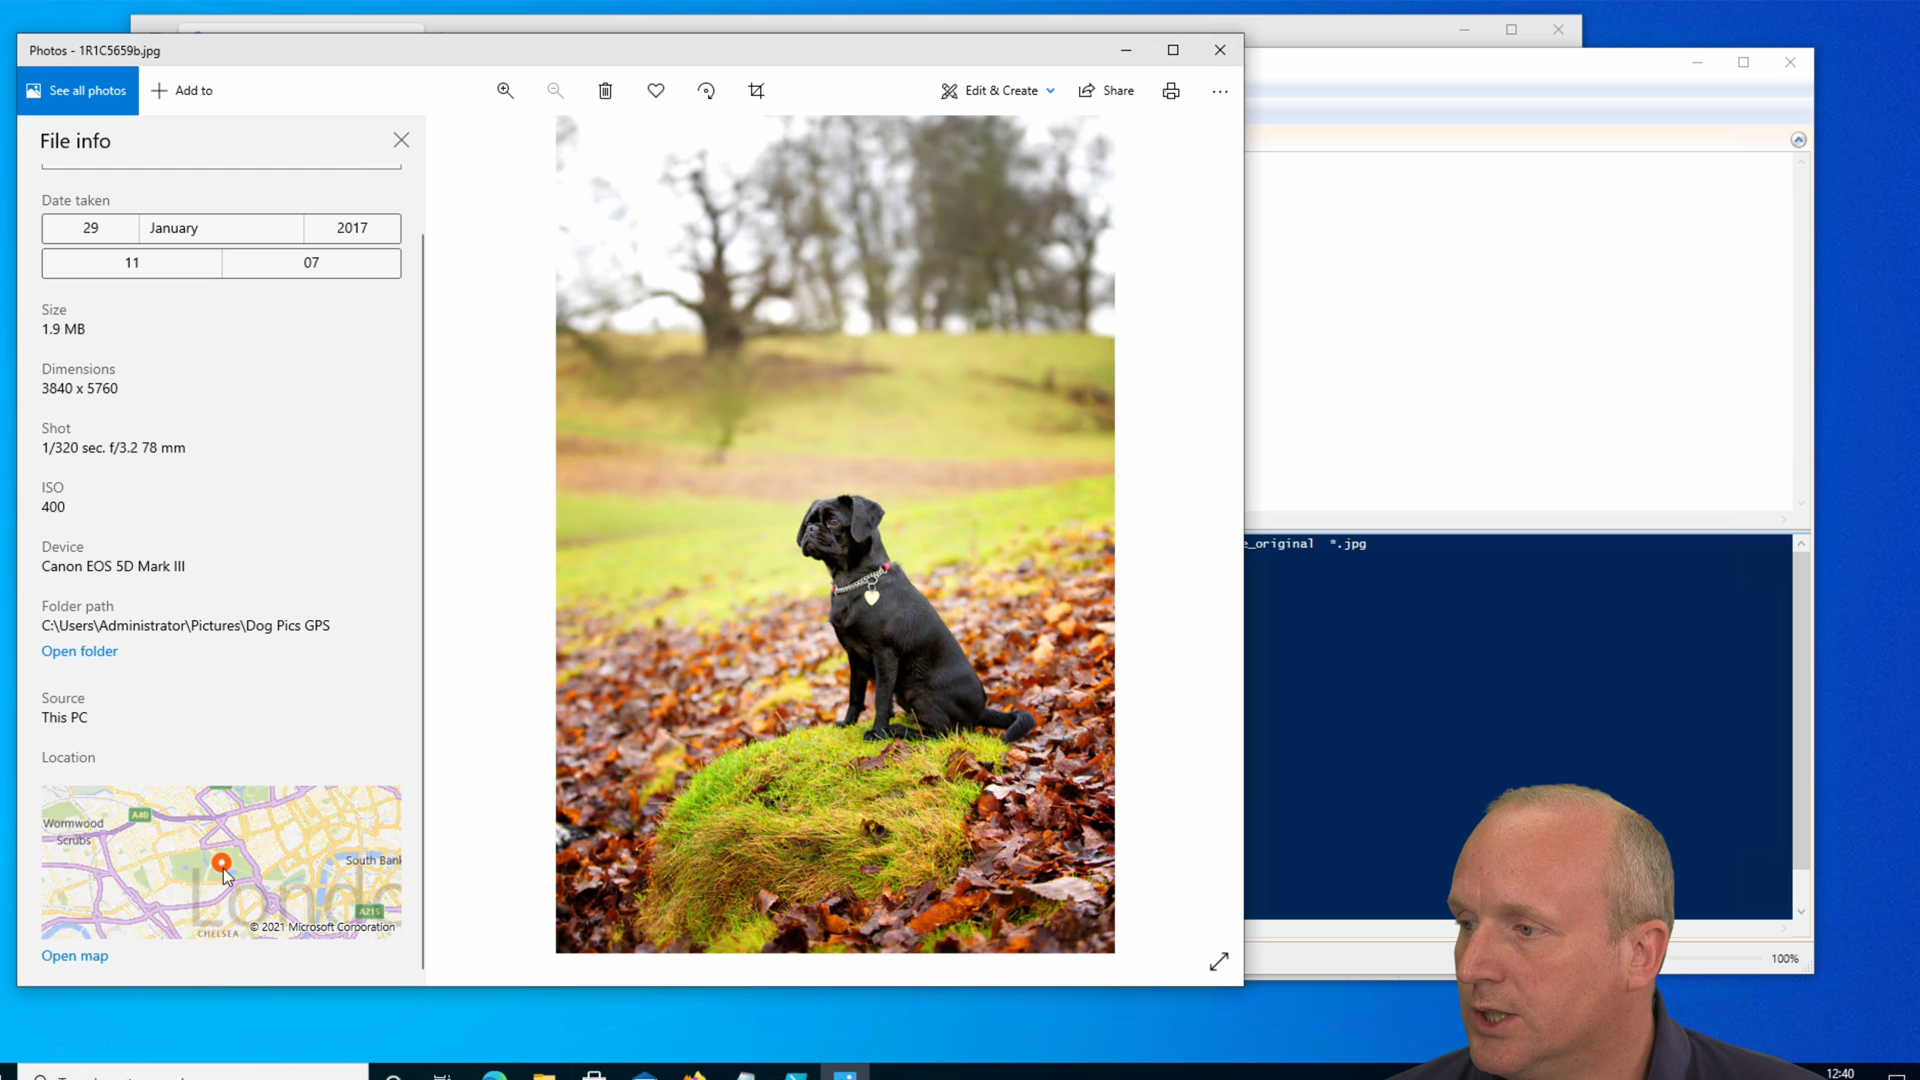 Photos - 1R1C5659b.jpg
See all photos
Add to
Edit & Create
Share
File info
Date taken
29 January 2017
11 07
Size
1.9 MB
Dimensions
3840 x 5760
Shot
1/320 sec. f/3.2 78 mm
ISO
400
Device
Canon EOS 5D Mark III
Folder path
C:\Users\Administrator\Pictures\Dog Pics GPS
Open folder
Source
This PC
Location
A40
Wormwood
Scrubs
South Bank
A215
CHELSEA
© 2021 Microsoft Corporation
Open map
e_original *.jpg
100%
12:40